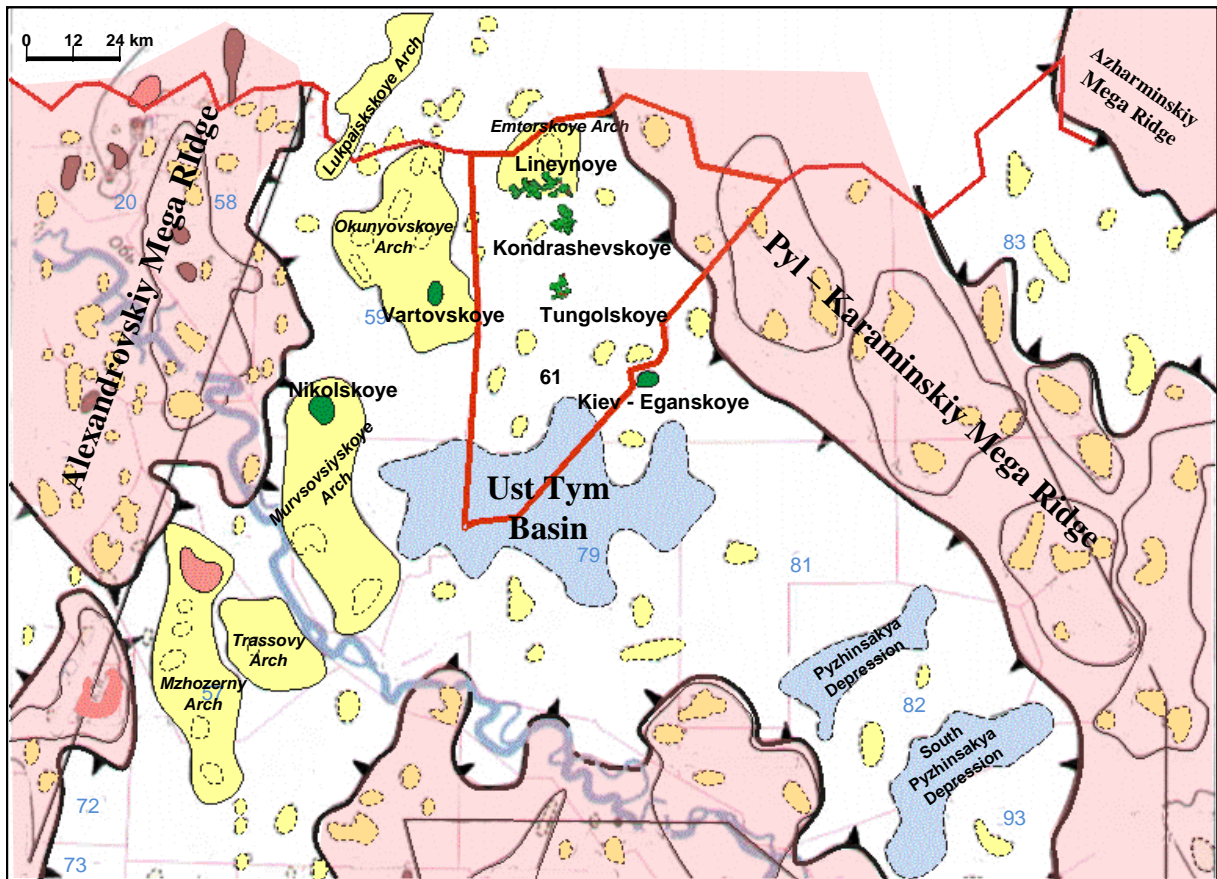 0 12 24 km
Lukpaiskskoye Arch
Emtorskoye Arch
Azharminskiy
Mega Ridge
Lineynoye
20
58
Okunyovskoye
Arch
Kondrashevskoye
83
Обь
Alexandrovskiy Mega RIdge
59
Vartovskoye
Tungolskoye
Pyl – Karaminskiy Mega Ridge
61
Nikolskoye
Kiev - Eganskoye
Murvsovsiyskoye
Arch
Ust Tym
Basin
79
81
Trassovy
Arch
Mzhozerny
Arch
57
Pyzhinsakya
Depression
82
South
Pyzhinsakya
Depression
72
93
73